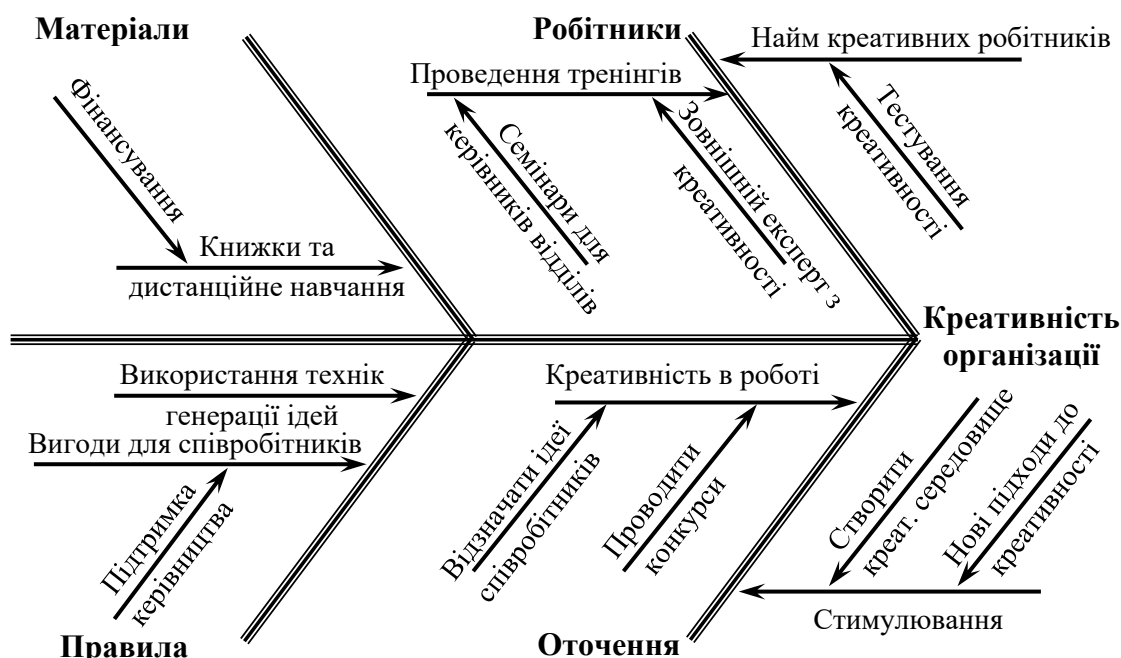 Матеріали
Фінансування
Книжки та
дистанційне навчання
Робітники
Проведення тренінгів
Семінари для
керівників відділів
Зовнішній експерт з
креативності
Найм креативних робітників
Тестування
креативності
Креативність
організації
Використання технік
генерації ідей
Вигоди для співробітників
Підтримка
керівництва
Правила
Креативність в роботі
Відзначати ідеї
співробітників
Проводити
конкурси
Створити
креат. середовище
Нові підходи до
креативності
Стимулювання
Оточення